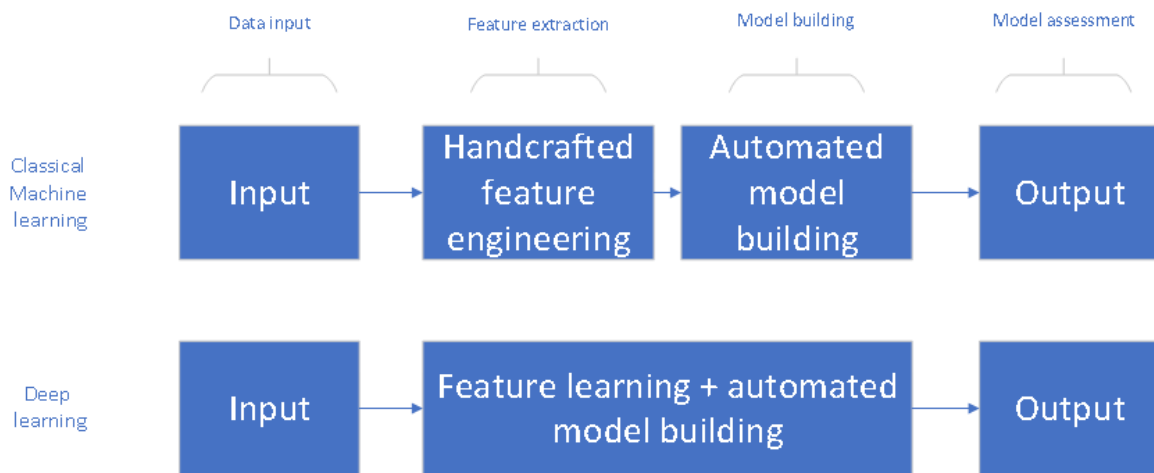 Data input
Feature extraction
Model building
Model assessment
Classical
Machine
learning
Input
Handcrafted
feature
engineering
Automated
model
building
Output
Deep
learning
Input
Feature learning + automated
model building
Output